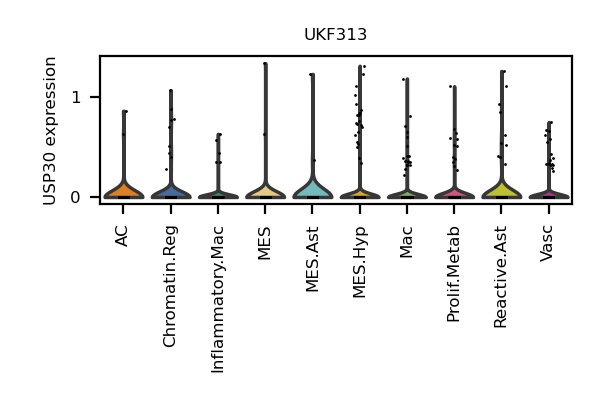 UKF313
USP30 expression
1
0
AC
Chromatin.Reg
Inflammatory.Mac
MES
MES.Ast
MES.Hyp
Mac
Prolif.Metab
Reactive.Ast
Vasc